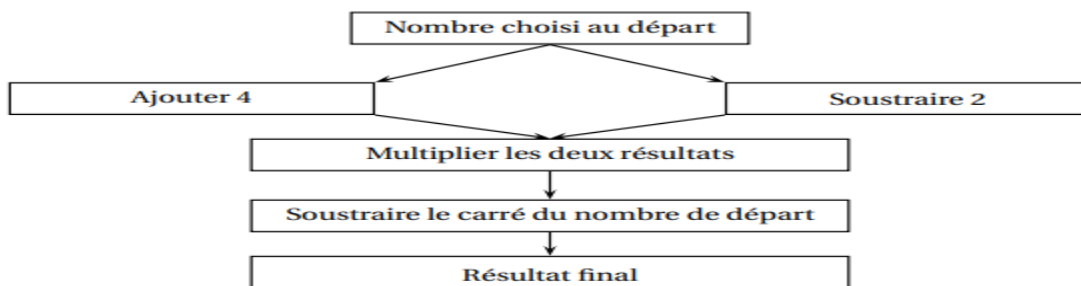 Nombre choisi au départ
Ajouter 4
Soustraire 2
Multiplier les deux résultats
Soustraire le carré du nombre de départ
Résultat final